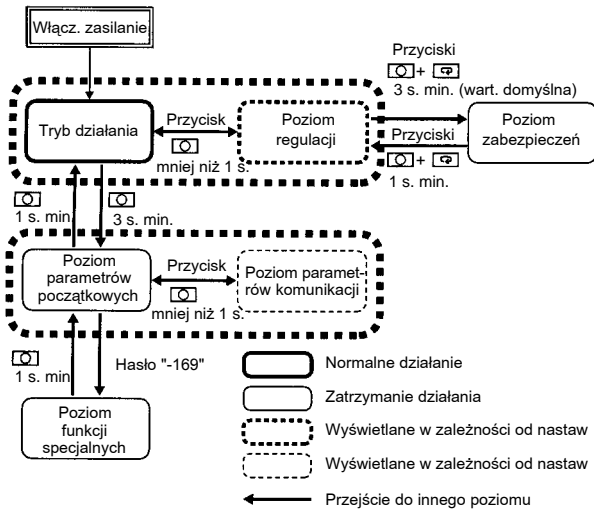 Włącz. zasilanie
Przyciski
+
3 s. min. (wart. domyślna)
Tryb działania
Przycisk
mniej niż 1 s.
Poziom
regulacji
Przyciski
+
1 s. min.
Poziom
zabezpieczeń
1 s. min.
3 s. min.
Poziom
parametrów
początkowych
Przycisk
mniej niż 1 s.
Poziom paramet-
rów komunikacji
1 s. min
Hasło "-169"
Poziom
funkcji
specjalnych
Normalne działanie
Zatrzymanie działania
Wyświetlane w zależności od nastaw
Wyświetlane w zależności od nastaw
Przejście do innego poziomu